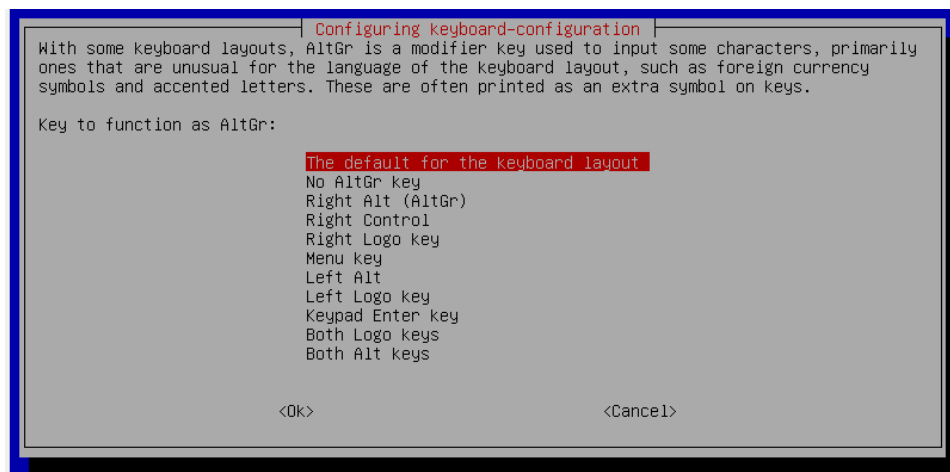 Configuring keyboard-configuration
With some keyboard layouts, AltGr is a modifier key used to input some characters, primarily
ones that are unusual for the language of the keyboard layout, such as foreign currency
symbols and accented letters. These are often printed as an extra symbol on keys.
Key to function as AltGr:
The default for the keyboard layout
No AltGr key
Right Alt (AltGr)
Right Control
Right Logo key
Menu key
Left Alt
Left Logo key
Keypad Enter key
Both Logo keys
Both Alt keys
<Ok> <Cancel>